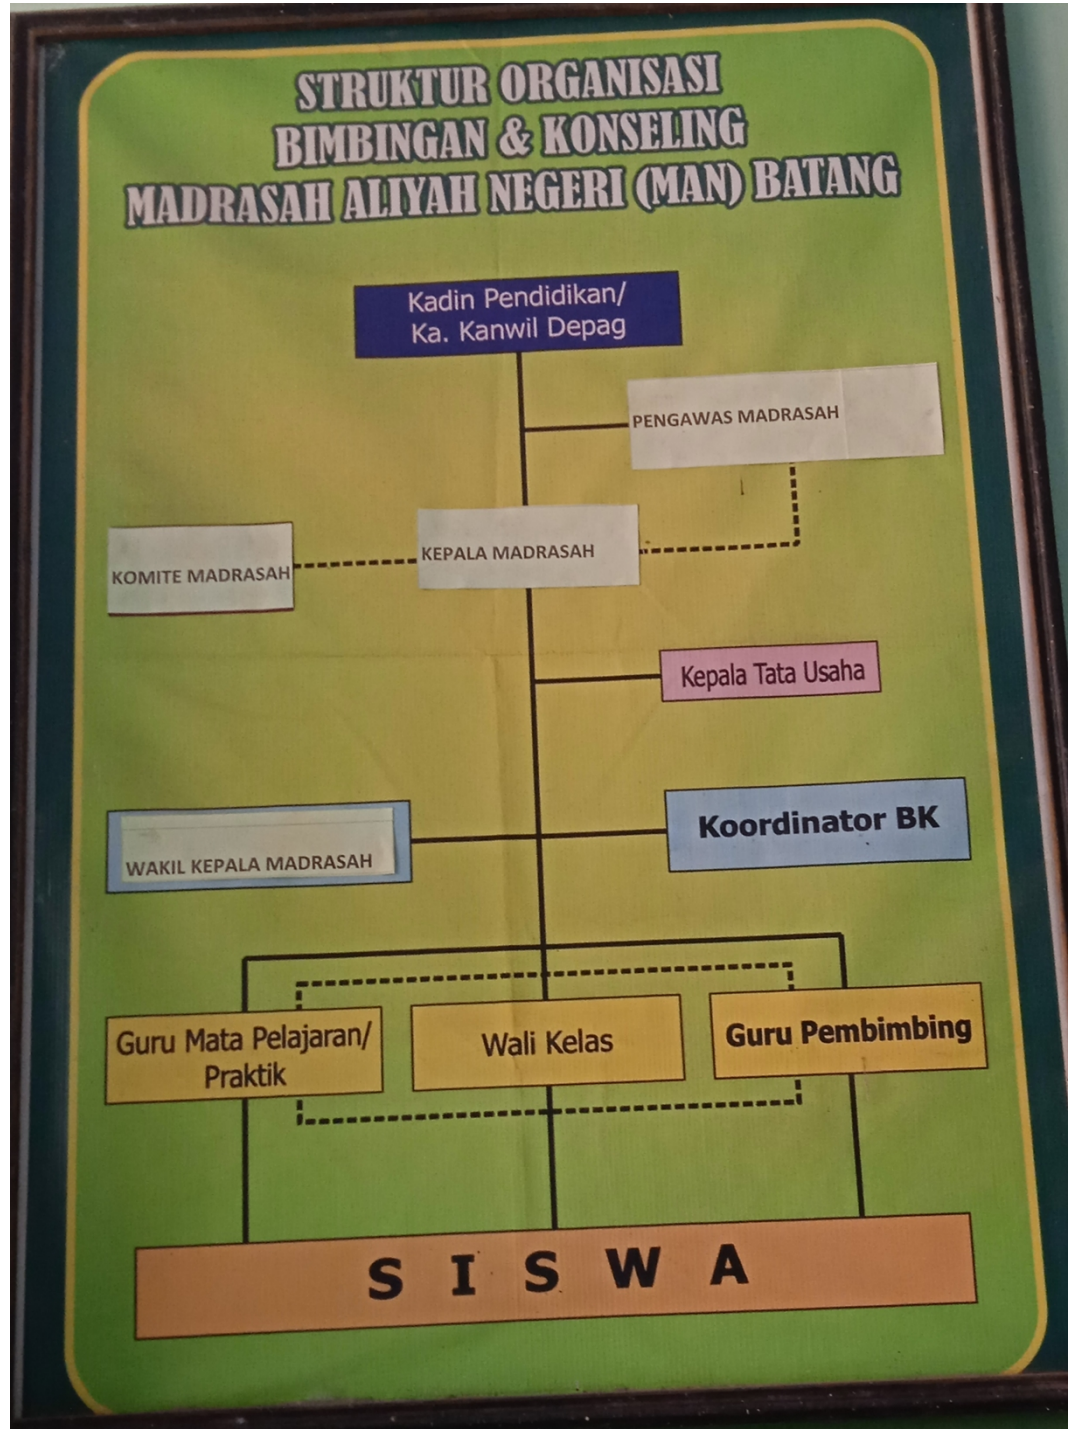 STRUKTUR ORGANISASI
BIMBINGAN & KONSELING
MADRASAH ALIYAH NEGERI (MAN) BATANG
Kadin Pendidikan/
Ka. Kanwil Depag
PENGAWAS MADRASAH
KEPALA MADRASAH
KOMITE MADRASAH
Kepala Tata Usaha
Koordinator BK
WAKIL KEPALA MADRASAH
Guru Mata Pelajaran/
Praktik
Wali Kelas
Guru Pembimbing
S I S W A